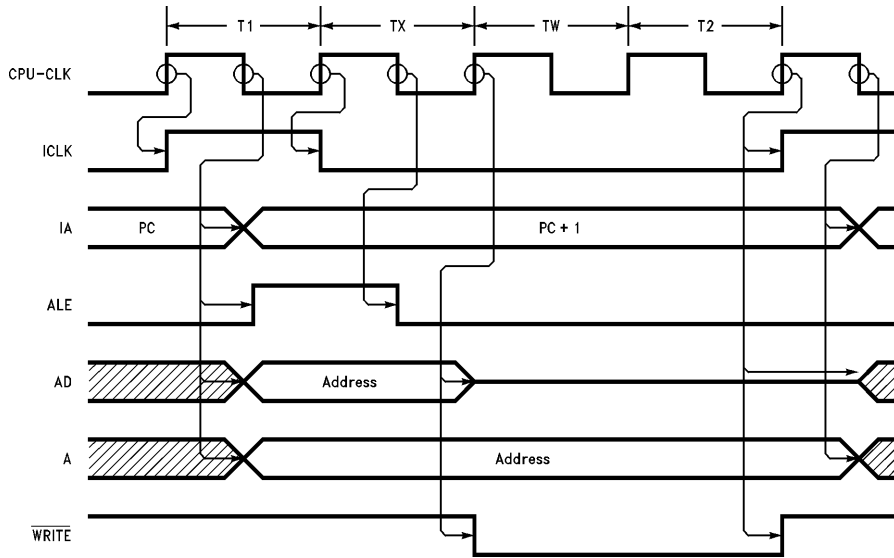 T1 TX TW T2
CPU-CLK
ICLK
IA PC PC + 1
ALE
AD Address
A Address
WRITE